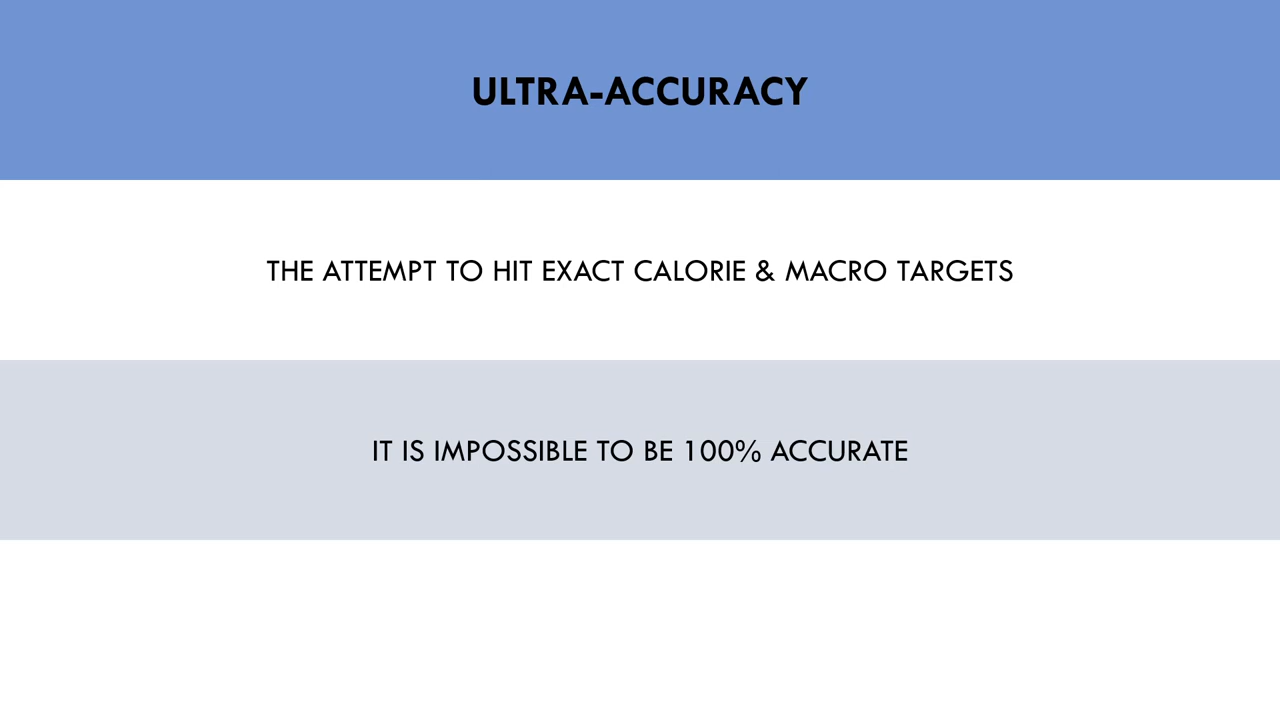 ULTRA-ACCURACY
THE ATTEMPT TO HIT EXACT CALORIE & MACRO TARGETS
IT IS IMPOSSIBLE TO BE 100% ACCURATE